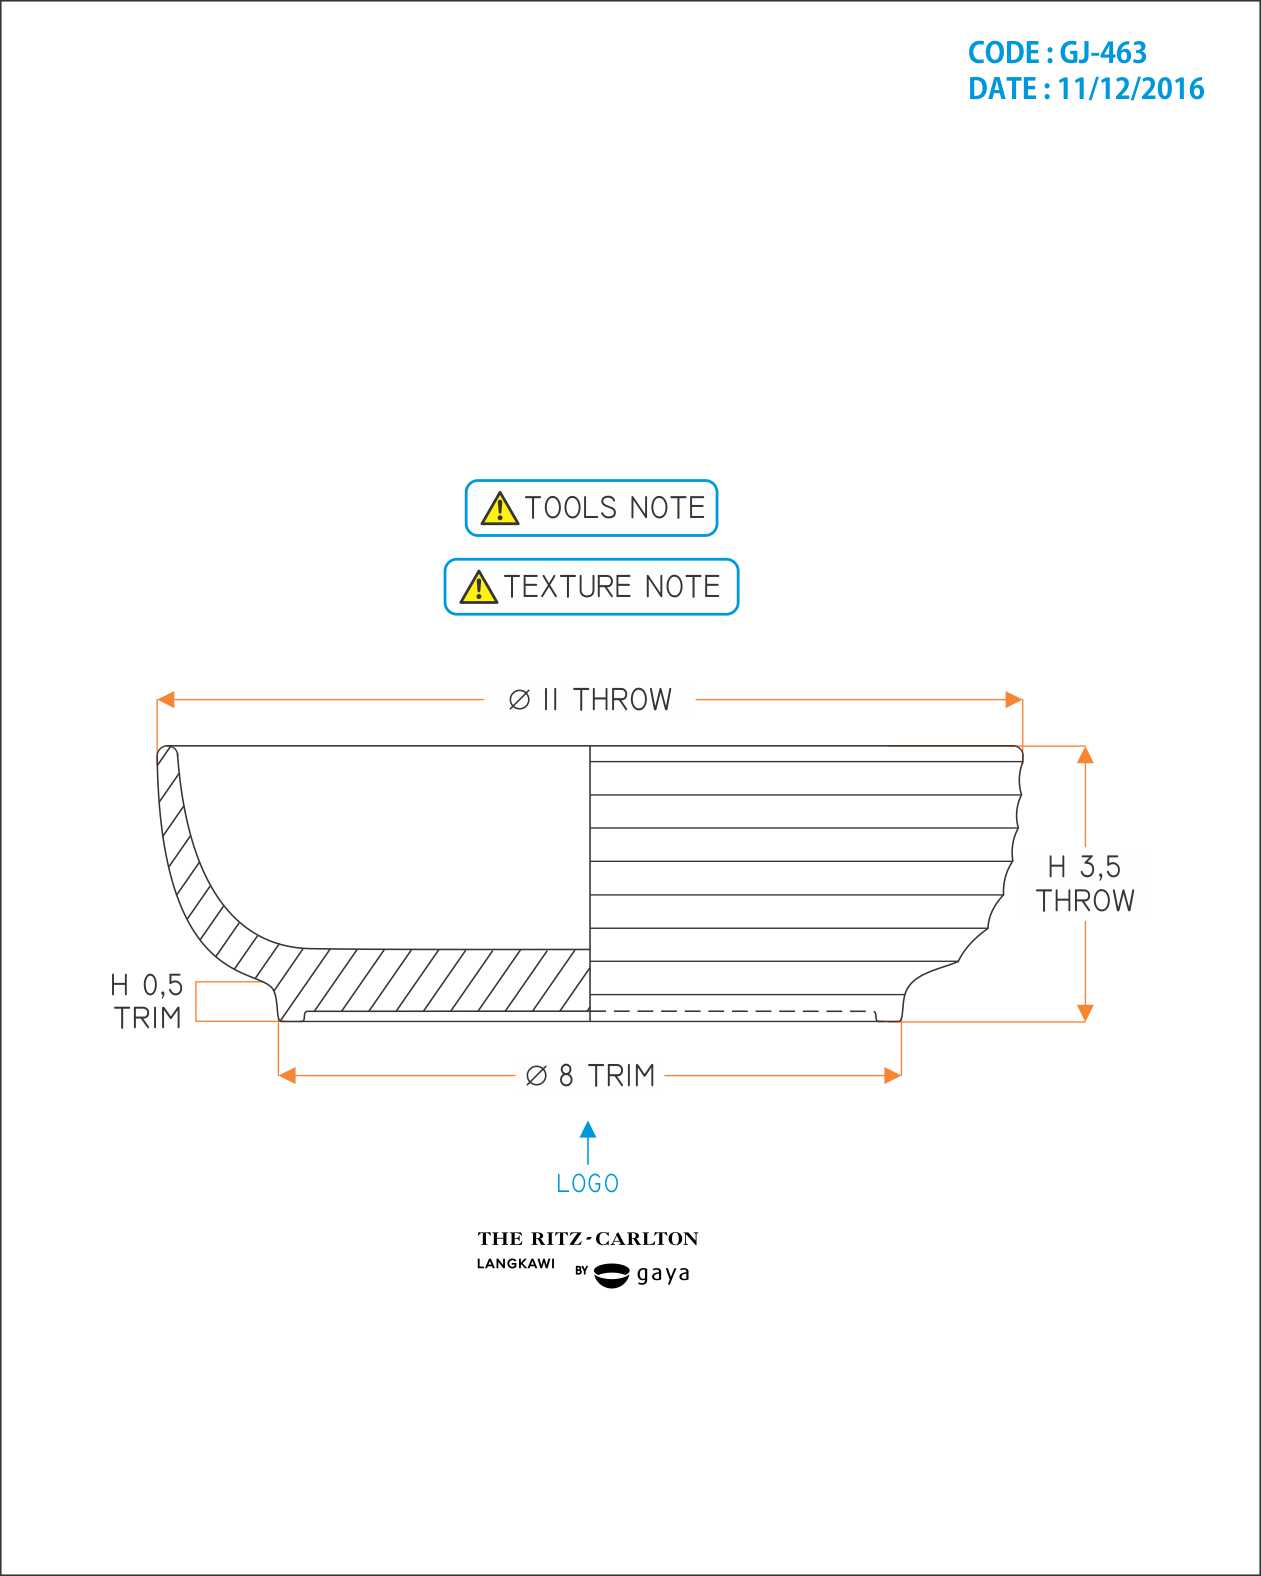 CODE : GJ-463
DATE : 11/12/2016
TOOLS NOTE
TEXTURE NOTE
⌀ 11 THROW
H 3,5
THROW
H 0,5
TRIM
⌀ 8 TRIM
LOGO
THE RITZ-CARLTON
LANGKAWI
BY gaya